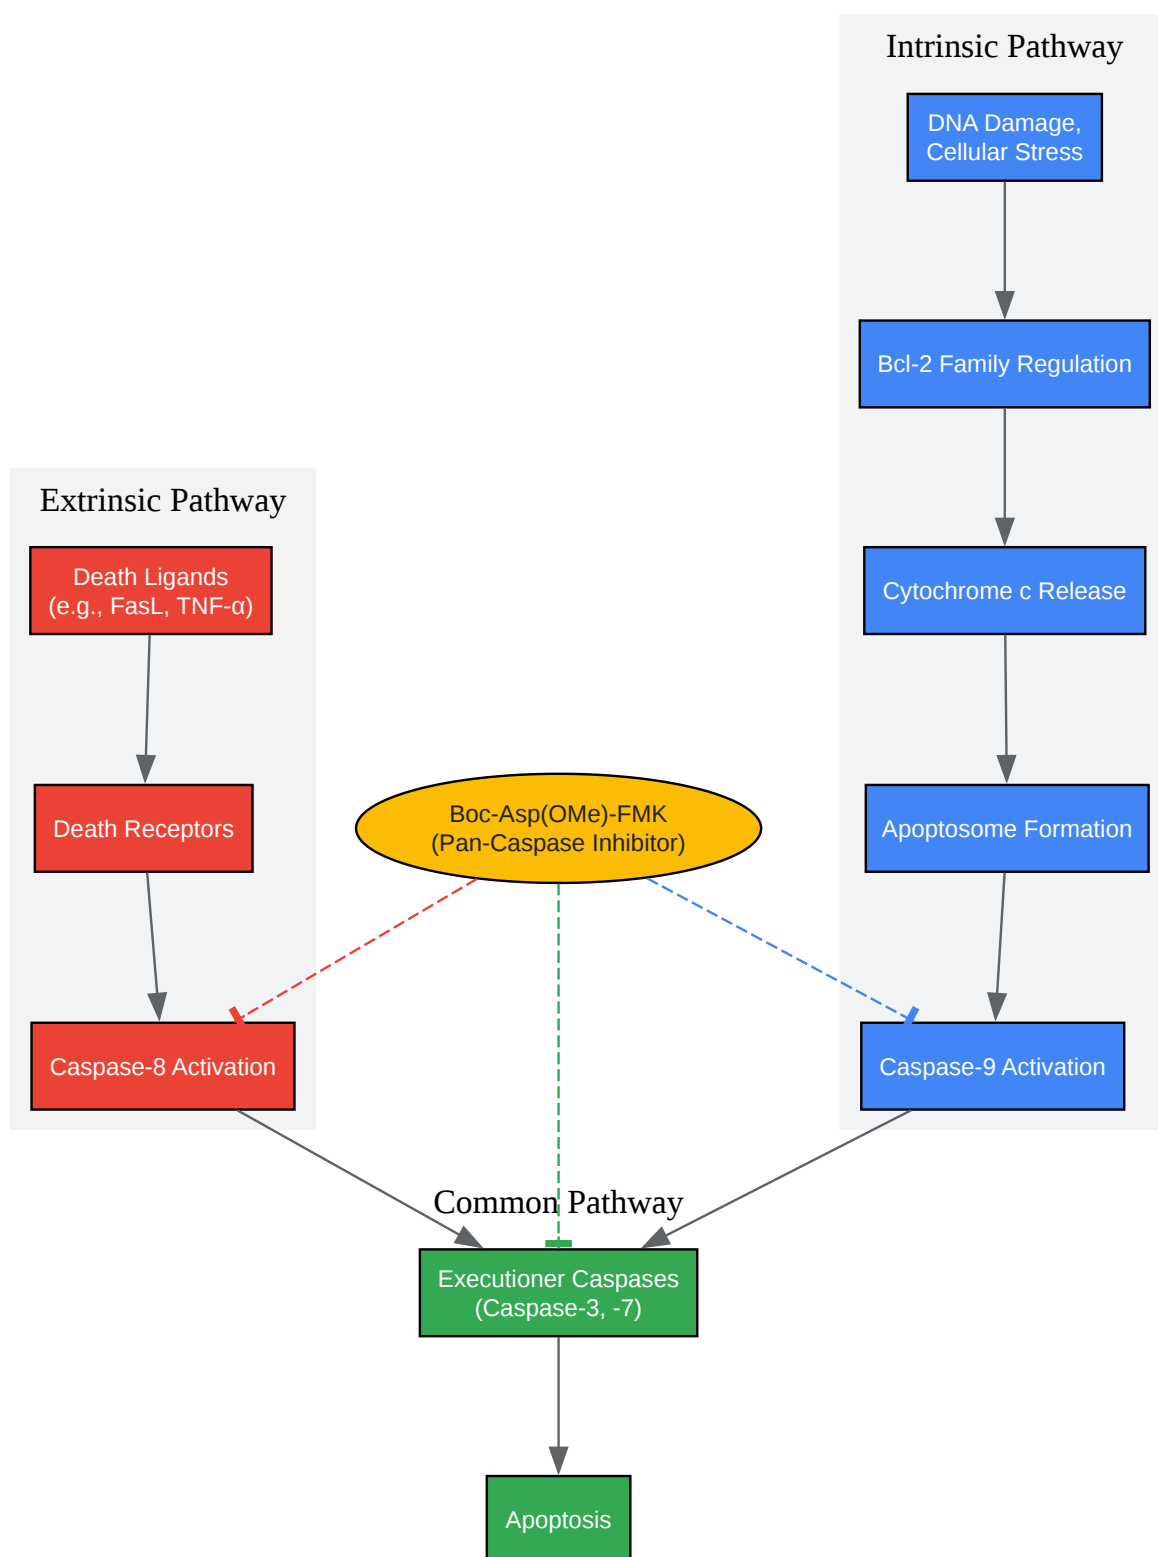 Intrinsic Pathway
DNA Damage,
Cellular Stress
Bcl-2 Family Regulation
Extrinsic Pathway
Death Ligands
(e.g., FasL, TNF-α)
Cytochrome c Release
Death Receptors
Boc-Asp(OMe)-FMK
(Pan-Caspase Inhibitor)
Apoptosome Formation
Caspase-8 Activation
Caspase-9 Activation
Common Pathway
Executioner Caspases
(Caspase-3, -7)
Apoptosis